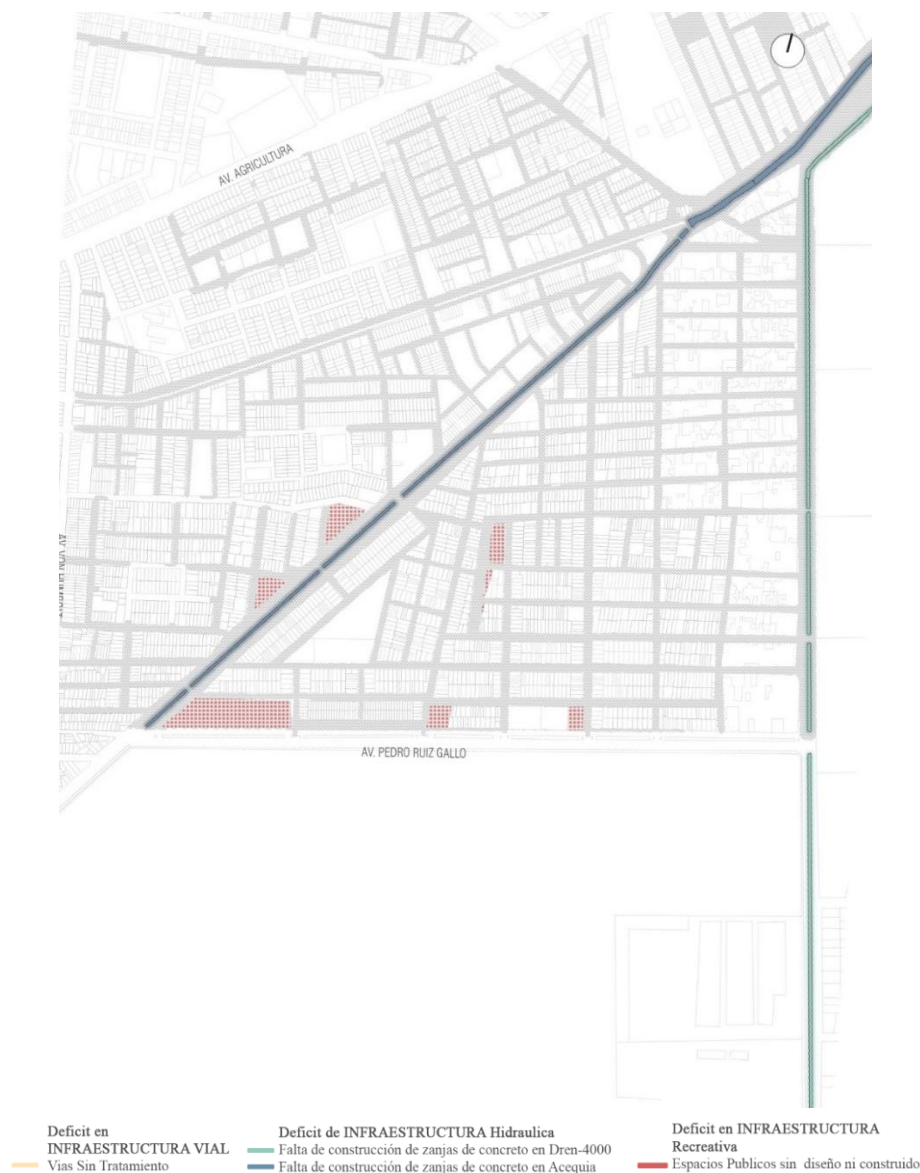 AV. AGRICULTURA
AV. PEDRO RUIZ GALLO
Deficit en
INFRAESTRUCTURA VIAL
Vias Sin Tratamiento
Deficit de INFRAESTRUCTURA Hidraulica
Falta de construcción de zanjas de concreto en Dren-4000
Falta de construcción de zanjas de concreto en Acequia
Deficit en INFRAESTRUCTURA
Recreativa
Espacios Publicos sin diseño ni construido